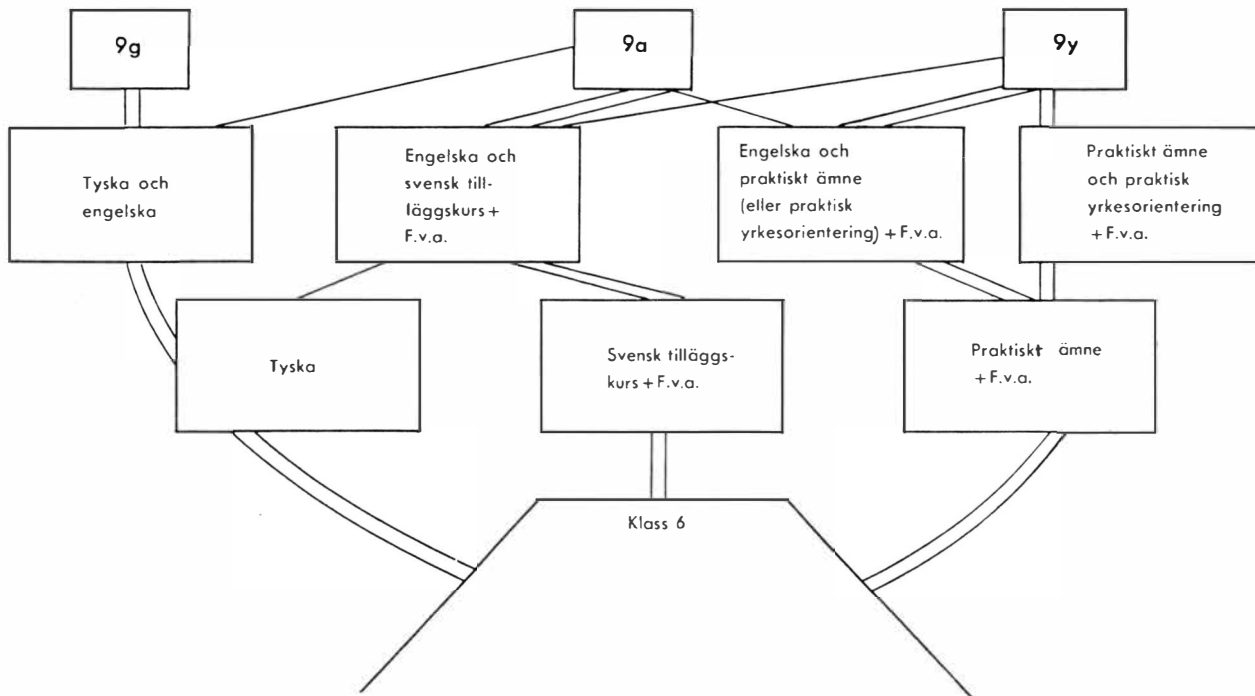 9g
9a
9y
Tyska och
engelska
Engelska och
svensk till-
läggskurs +
F.v.a.
Engelska och
praktiskt ämne
(eller praktisk
yrkesorientering) + F.v.a.
Praktiskt ämne
och praktisk
yrkesorientering
+ F.v.a.
Tyska
Svensk tilläggs-
kurs + F.v.a.
Praktiskt ämne
+ F.v.a.
Klass 6